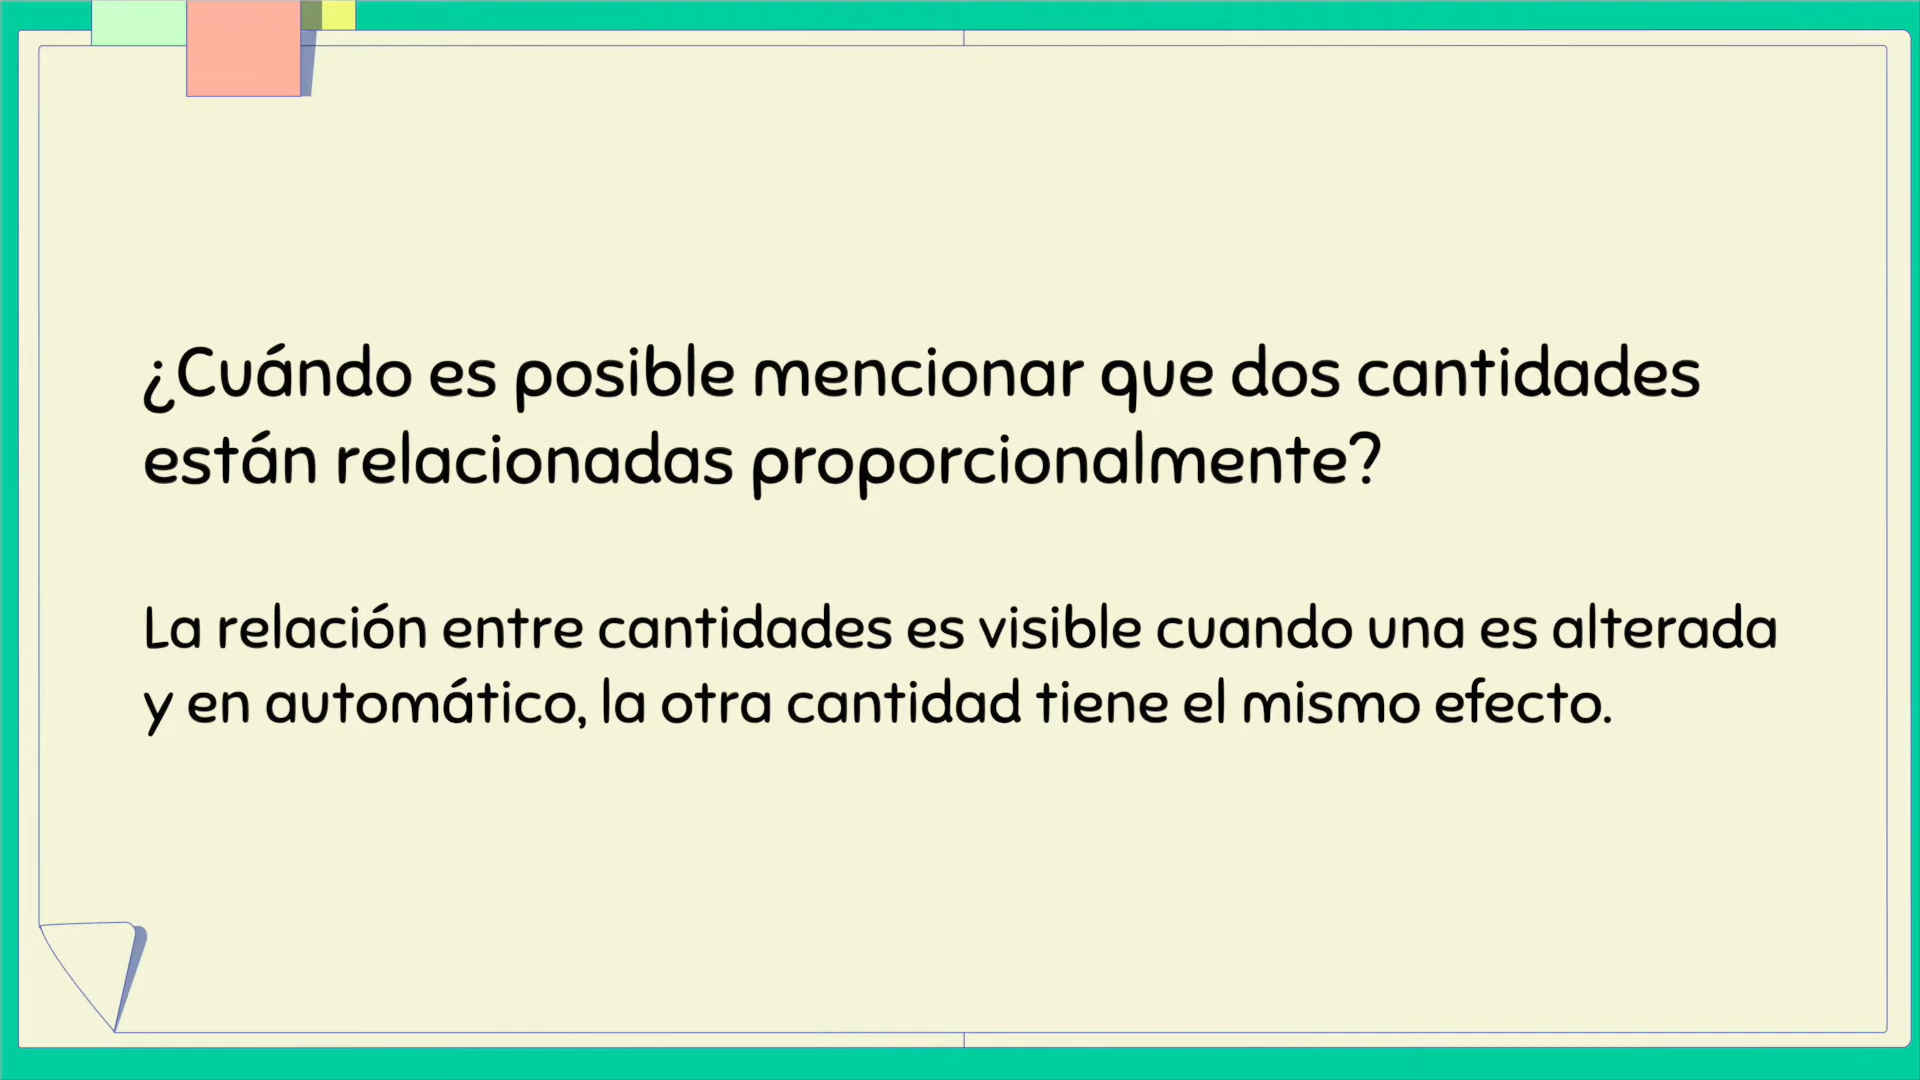 ¿Cuándo es posible mencionar que dos cantidades
están relacionadas proporcionalmente?
La relación entre cantidades es visible cuando una es alterada
y en automático, la otra cantidad tiene el mismo efecto.